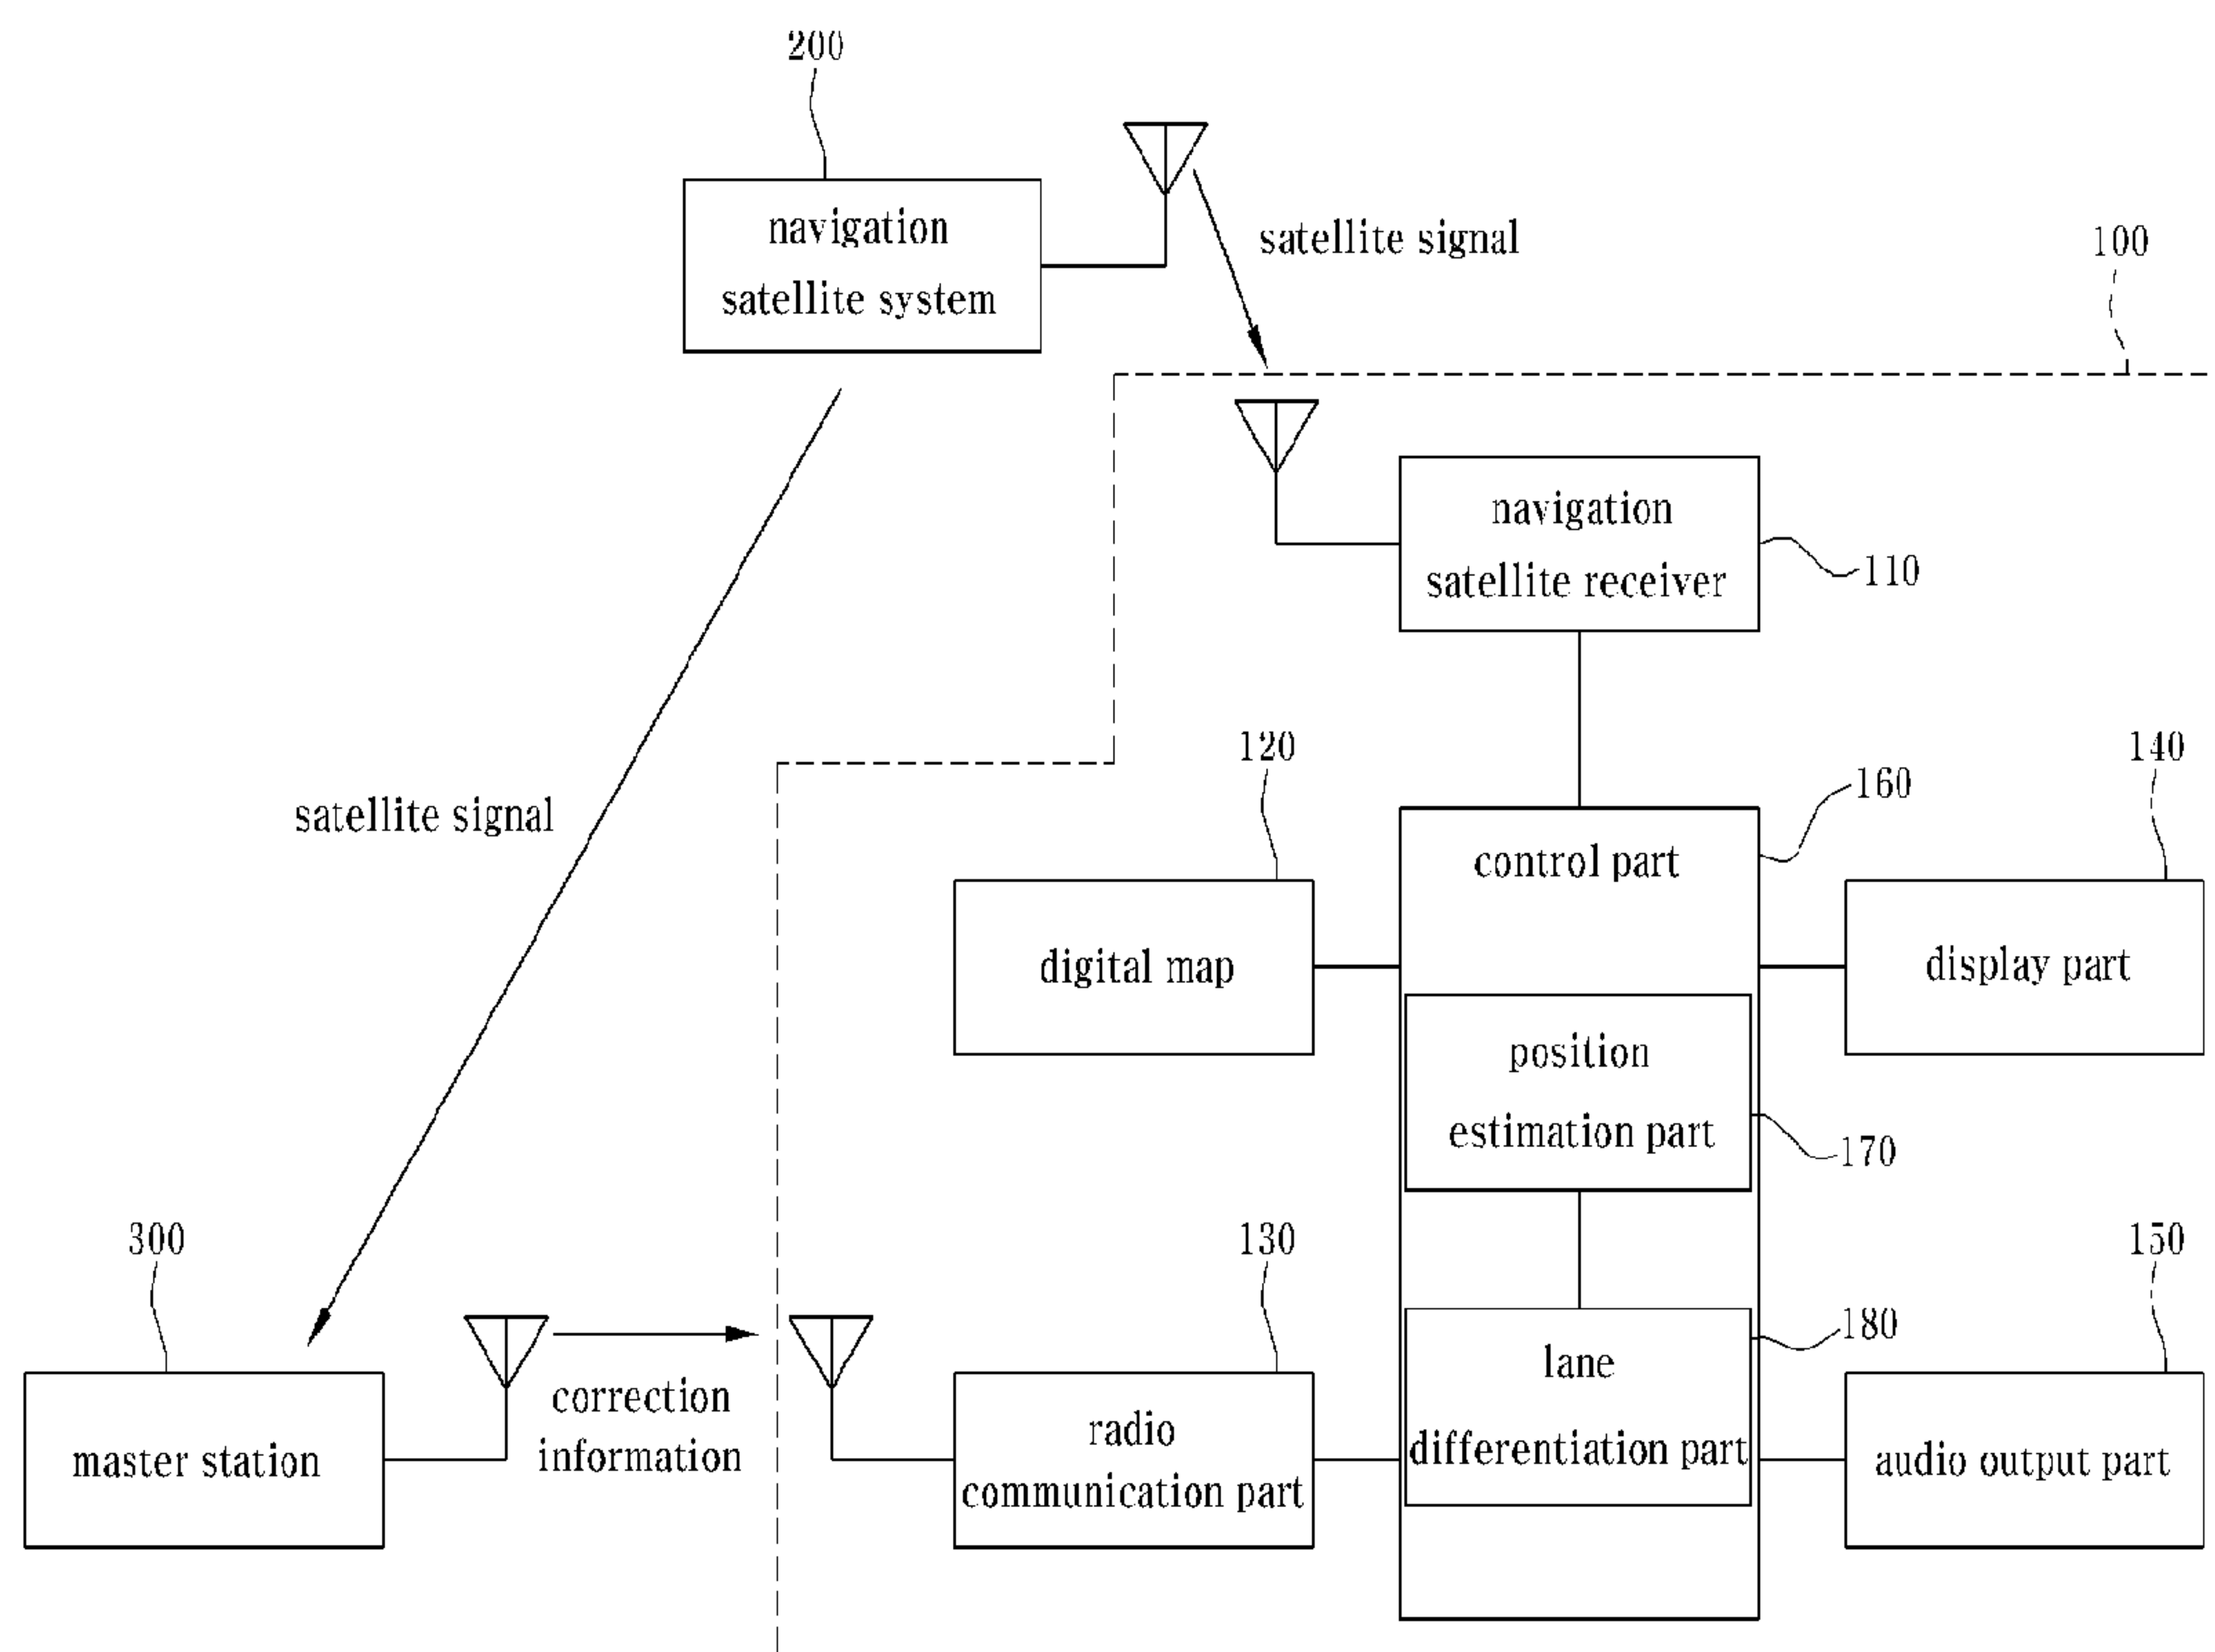 200
navigation
satellite system
satellite signal
100
navigation
satellite receiver
110
satellite signal
120
140
160
control part
digital map
display part
position
estimation part
170
300
130
150
180
lane
differentiation part
correction
information
master station
radio
communication part
audio output part